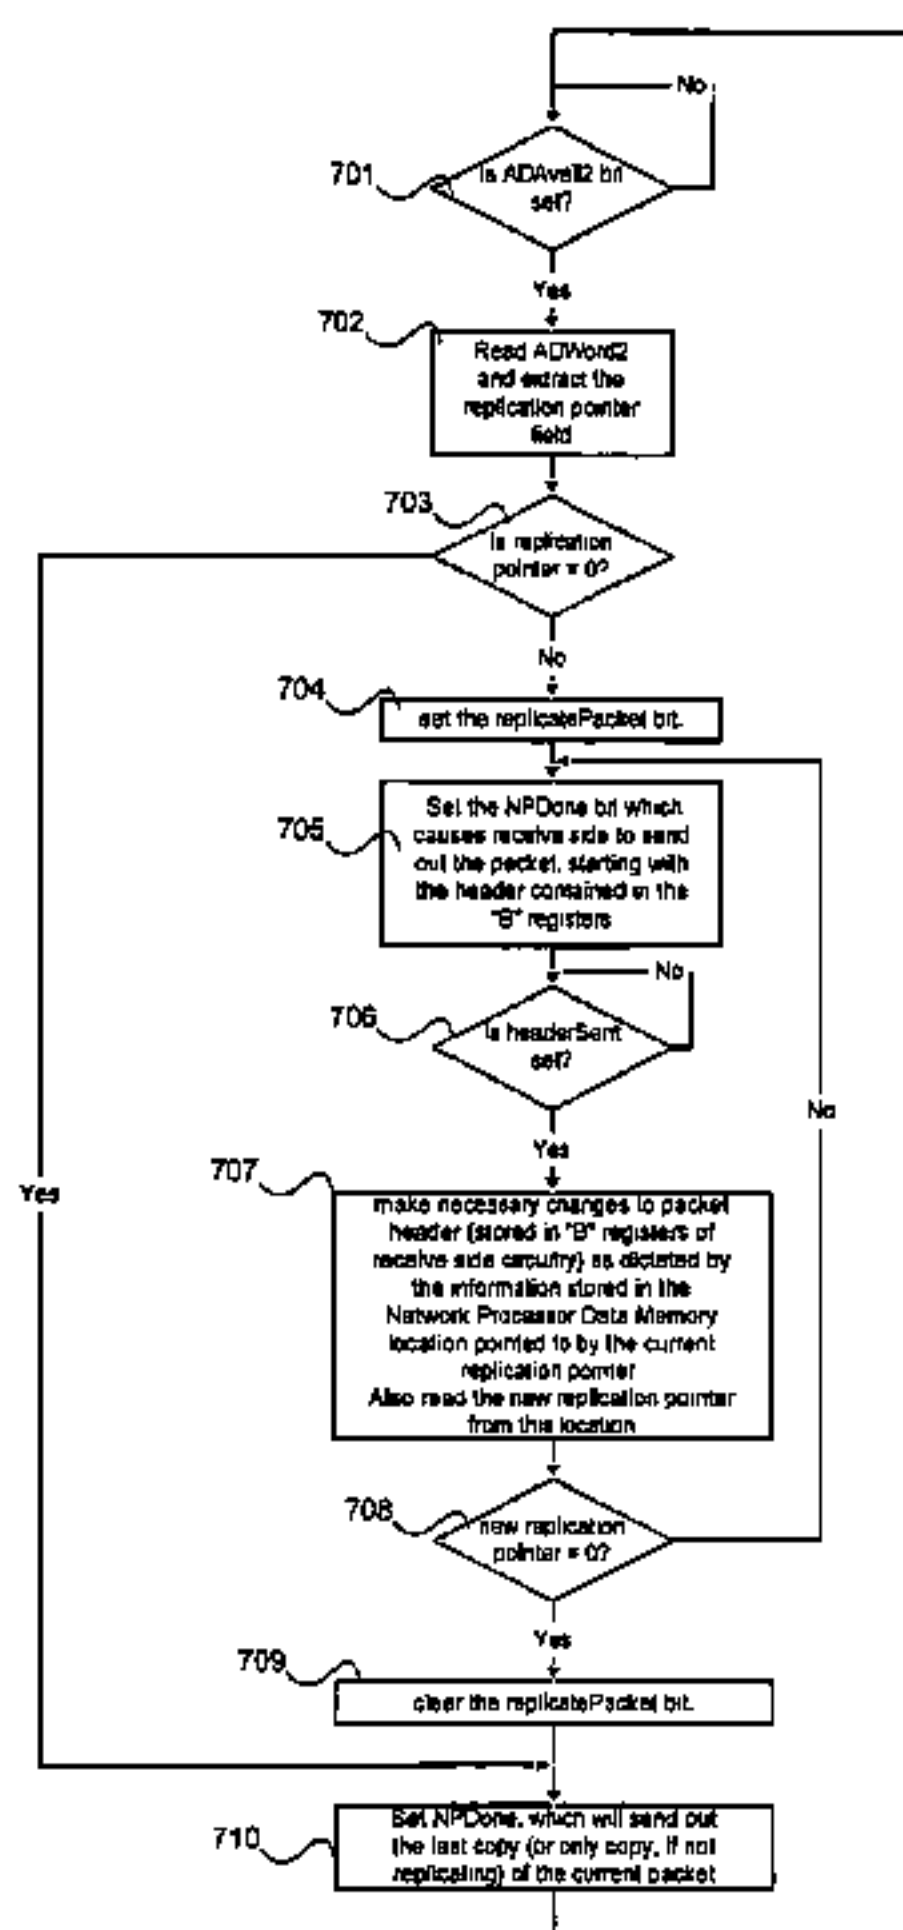 No
701
Is ADAvail2 bit
set?
Yes
702
Read ADWord2
and extract the
replication pointer
field
703
Is replication
pointer = 0?
No
704
set the replicatePacket bit.
705
Set the NPDone bit which
causes receive side to send
out the packet, starting with
the header contained in the
"B" registers
No
706
Is headerSent
set?
No
Yes
Yes
707
make necessary changes to packet
header (stored in "B" registers of
receive side circuitry) as dictated by
the information stored in the
Network Processor Data Memory
location pointed to by the current
replication pointer
Also read the new replication pointer
from this location
708
new replication
pointer = 0?
Yes
709
clear the replicatePacket bit.
710
Set NPDone, which will send out
the last copy (or only copy, if not
replicating) of the current packet